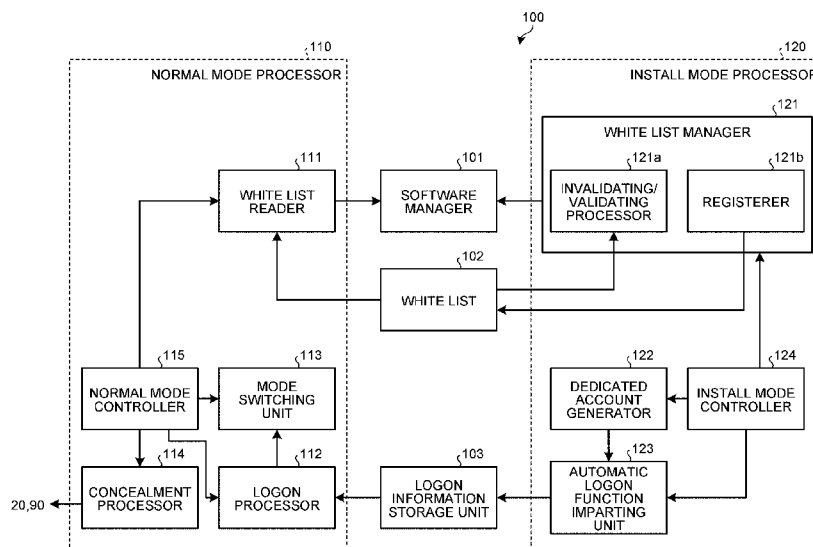 100
110
NORMAL MODE PROCESSOR
120
INSTALL MODE PROCESSOR
121
WHITE LIST MANAGER
111
WHITE LIST
READER
101
SOFTWARE
MANAGER
121a
INVALIDATING/
VALIDATING
PROCESSOR
121b
REGISTERER
102
WHITE LIST
115
NORMAL MODE
CONTROLLER
113
MODE
SWITCHING
UNIT
122
DEDICATED
ACCOUNT
GENERATOR
124
INSTALL MODE
CONTROLLER
114
CONCEALMENT
PROCESSOR
112
LOGON
PROCESSOR
103
LOGON
INFORMATION
STORAGE UNIT
123
AUTOMATIC
LOGON
FUNCTION
IMPARTING
UNIT
20,90